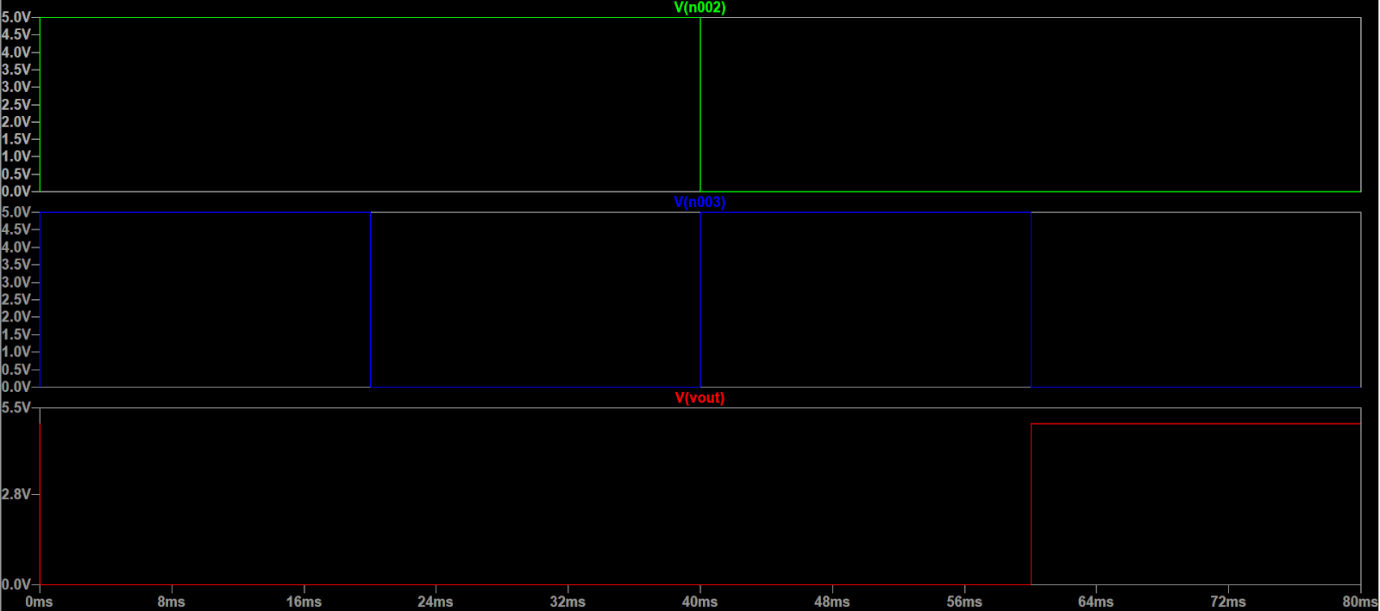 V(n002)
5.0V
4.5V
4.0V
3.5V
3.0V
2.5V
2.0V
1.5V
1.0V
0.5V
0.0V
V(n003)
5.0V
4.5V
4.0V
3.5V
3.0V
2.5V
2.0V
1.5V
1.0V
0.5V
0.0V
V(vout)
5.5V
2.8V
0.0V
0ms 8ms 16ms 24ms 32ms 40ms 48ms 56ms 64ms 72ms 80ms